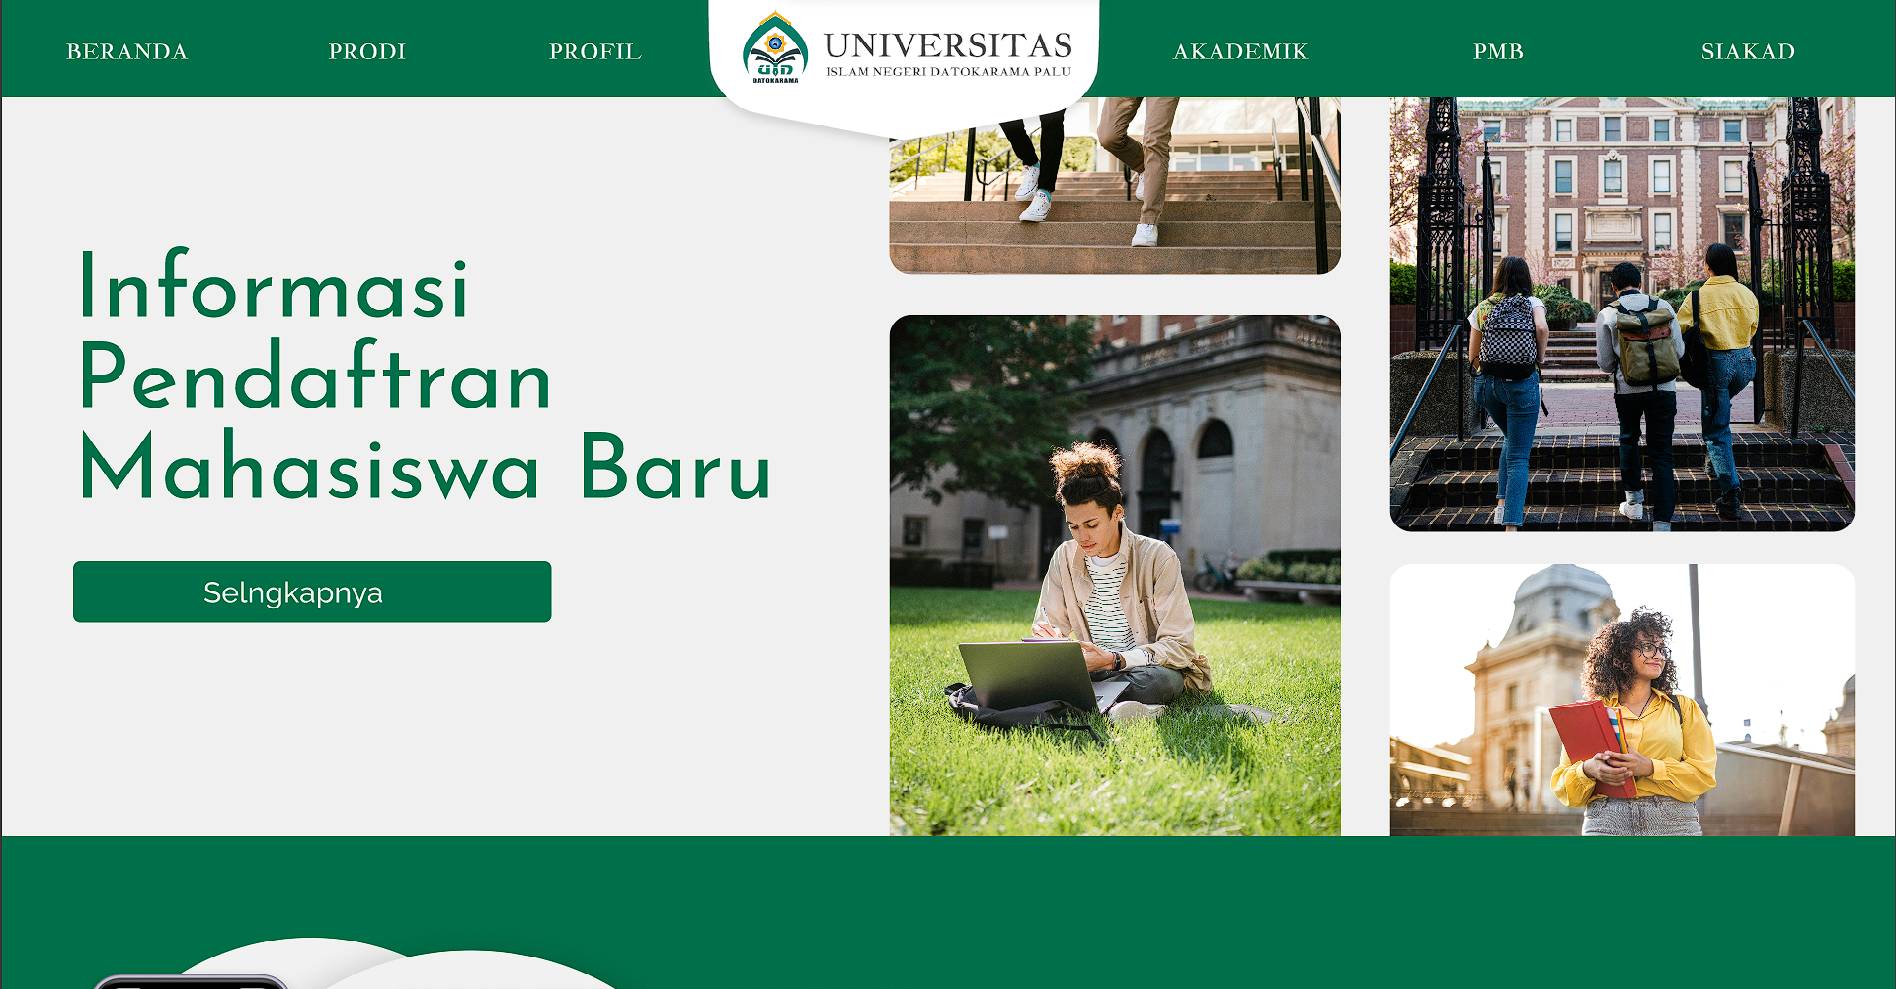 BERANDA
PRODI
PROFIL
UIN
DATOKARAMA
UNIVERSITAS
ISLAM NEGERI DATOKARAMA PALU
AKADEMIK
PMB
SIAKAD
Informasi
Pendaftran
Mahasiswa Baru
Selngkapnya